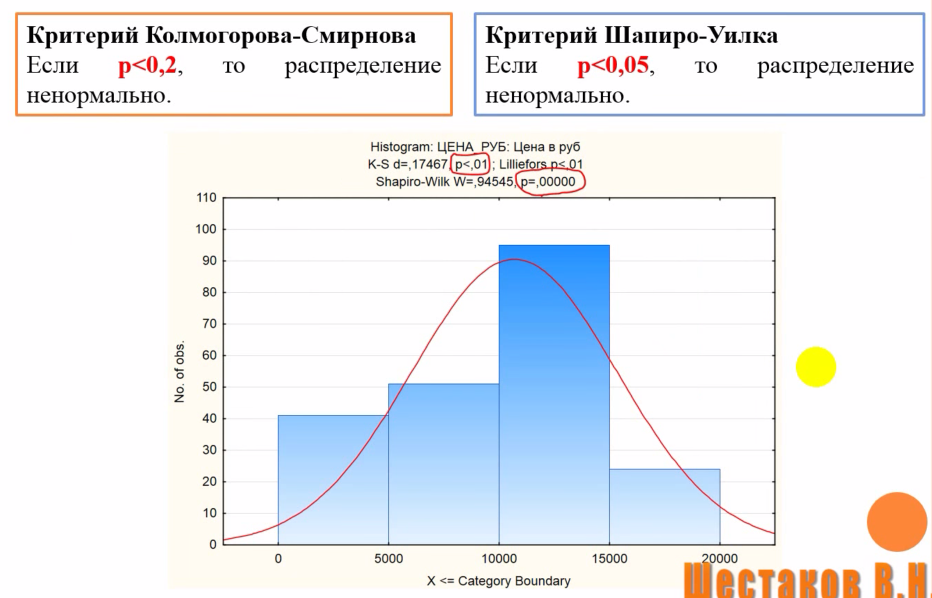 Критерий Колмогорова-Смирнова
Если p<0,2, то распределение
ненормально.
Критерий Шапиро-Уилка
Если p<0,05, то распределение
ненормально.
Histogram: ЦЕНА_РУБ: Цена в руб
K-S d=,17467, p<,01 ; Lilliefors p<,01
Shapiro-Wilk W=,94545, p=,00000
110
100
90
80
70
60
50
40
30
20
10
0
No. of obs.
0 5000 10000 15000 20000
X <= Category Boundary
Шестаков В.Н.